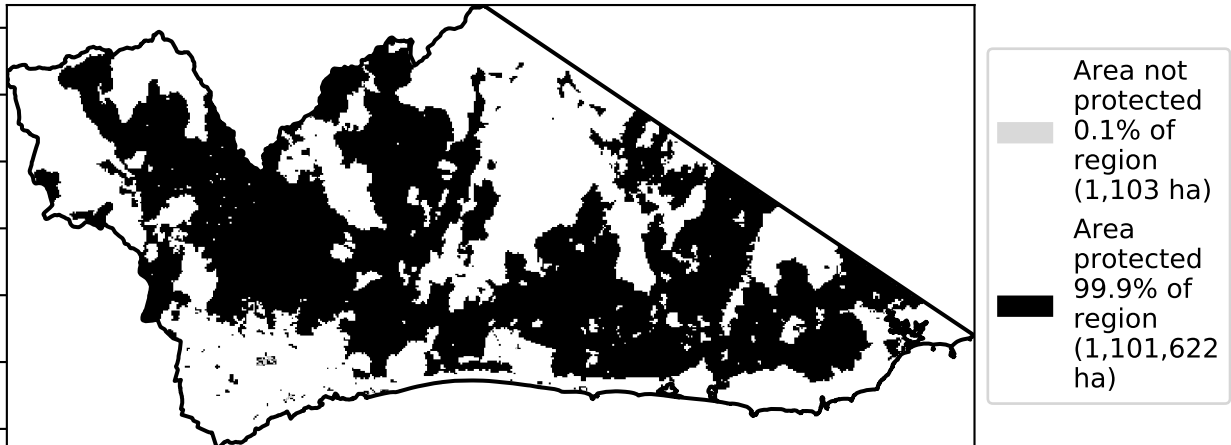 Area not
protected
0.1% of
region
(1,103 ha)
Area
protected
99.9% of
region
(1,101,622
ha)